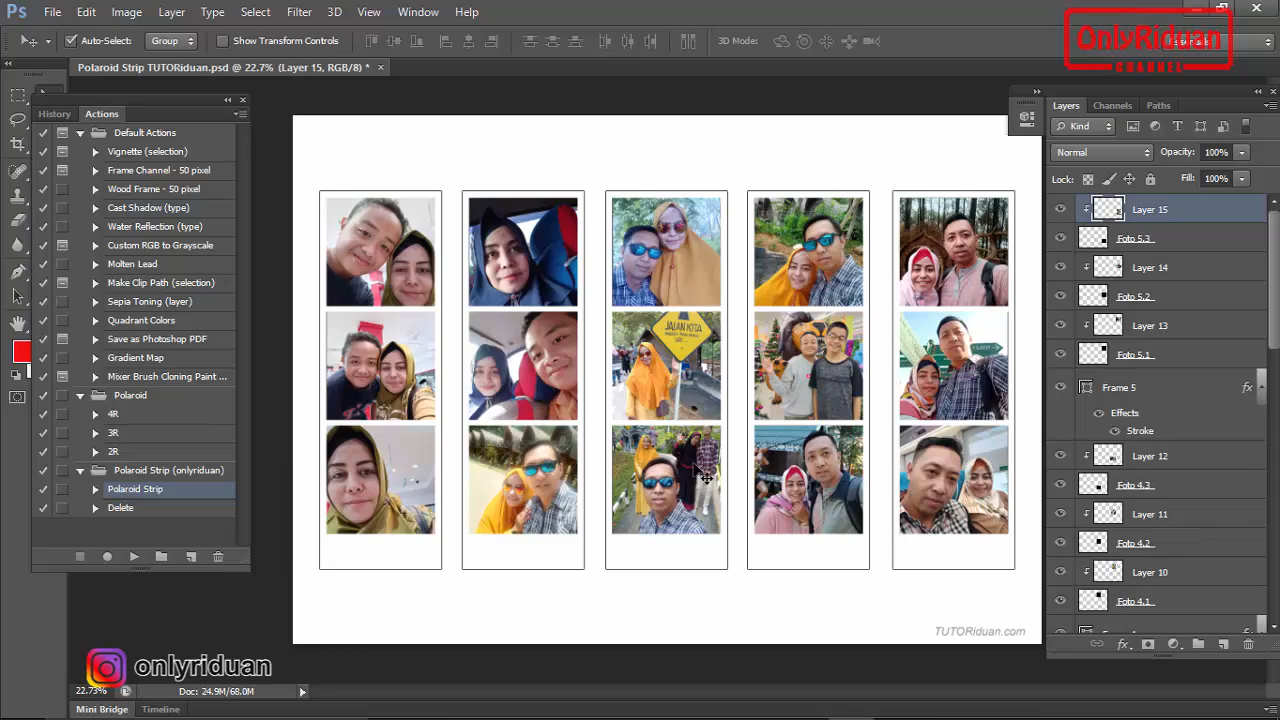 Ps File Edit Image Layer Type Select Filter 3D View Window Help
Auto-Select: Group Show Transform Controls 3D Mode:
OnlyRiduan
CHANNEL
Polaroid Strip TUTORiduan.psd @ 22.7% (Layer 15, RGB/8) * ×
History Actions
Default Actions
Vignette (selection)
Frame Channel - 50 pixel
Wood Frame - 50 pixel
Cast Shadow (type)
Water Reflection (type)
Custom RGB to Grayscale
Molten Lead
Make Clip Path (selection)
Sepia Toning (layer)
Quadrant Colors
Save as Photoshop PDF
Gradient Map
Mixer Brush Cloning Paint ...
Polaroid
4R
3R
2R
Polaroid Strip (onlyriduan)
Polaroid Strip
Delete
JALAN KITA
TUTORiduan.com
Layers Channels Paths
Kind
Normal Opacity: 100%
Lock: Fill: 100%
Layer 15
Foto 5.3
Layer 14
Foto 5.2
Layer 13
Foto 5.1
Frame 5 fx
Effects
Stroke
Layer 12
Foto 4.3
Layer 11
Foto 4.2
Layer 10
Foto 4.1
onlyriduan
22.73% Doc: 24.9M/68.0M
Mini Bridge Timeline